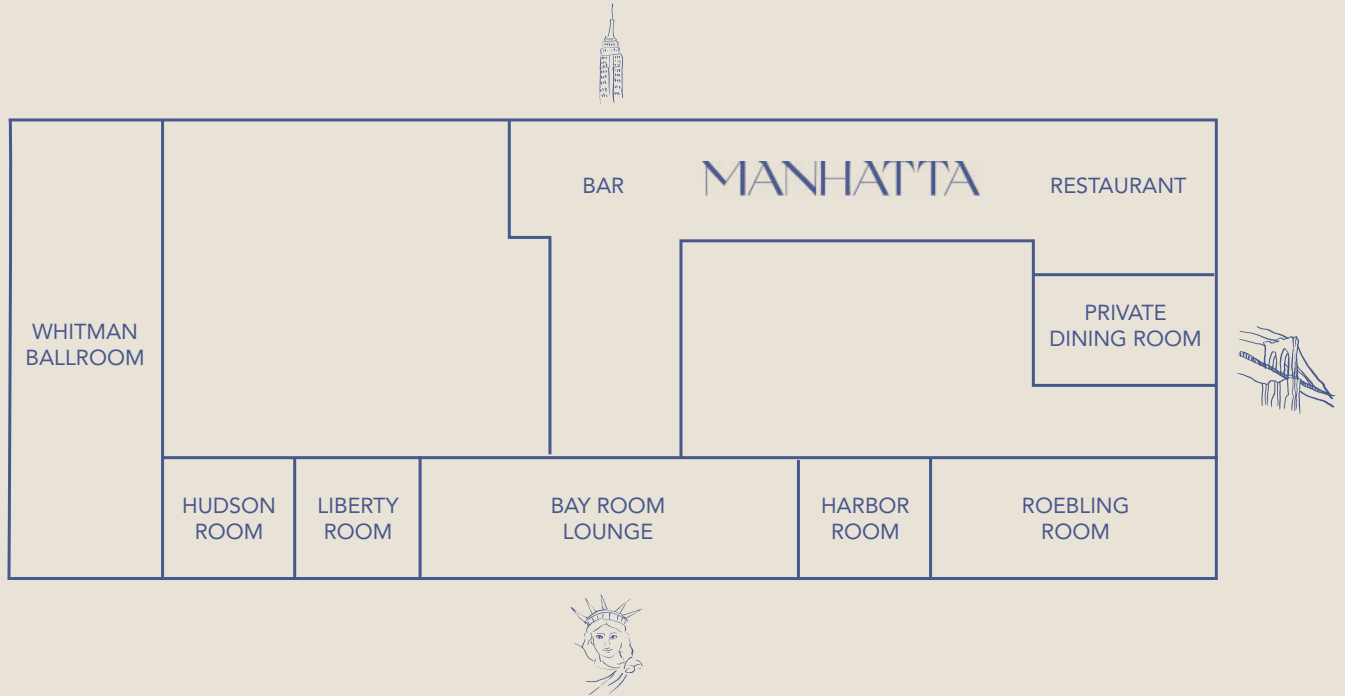 BAR
MANHATTA
RESTAURANT
WHITMAN
BALLROOM
PRIVATE
DINING ROOM
HUDSON
ROOM
LIBERTY
ROOM
BAY ROOM
LOUNGE
HARBOR
ROOM
ROEBLING
ROOM